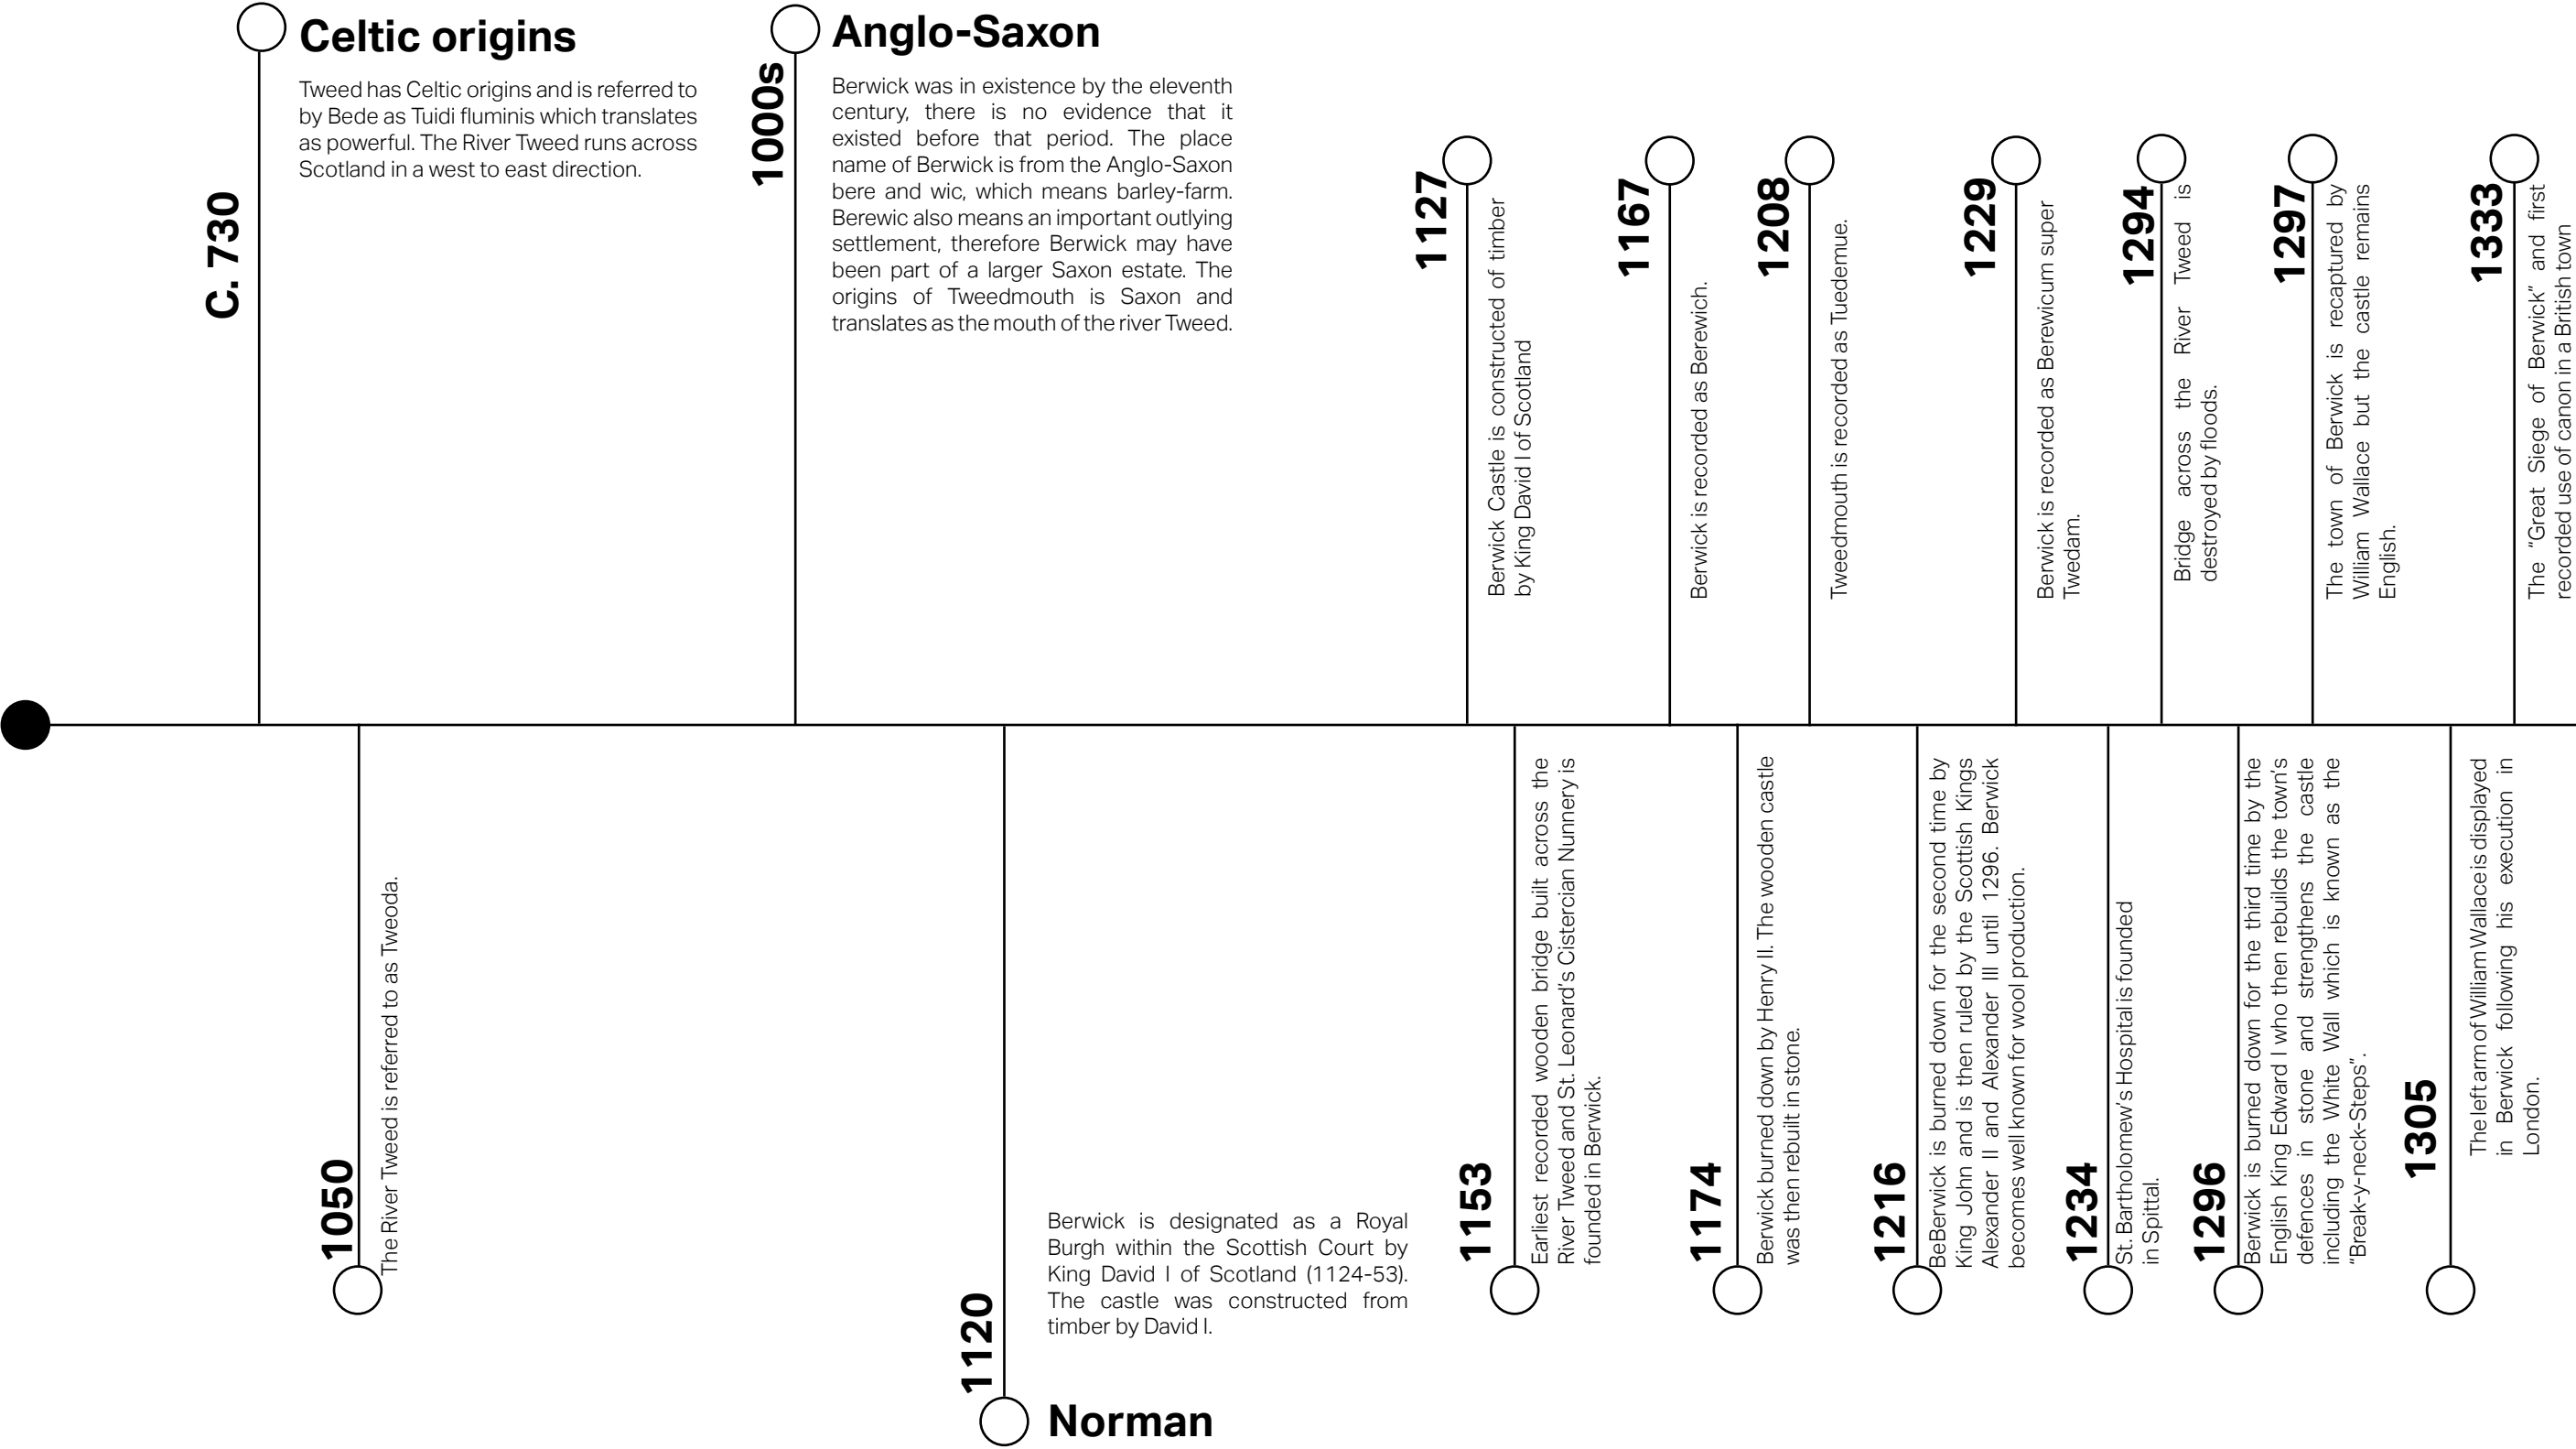 C. 730
Celtic origins
Tweed has Celtic origins and is referred to
by Bede as Tuidi fluminis which translates
as powerful. The River Tweed runs across
Scotland in a west to east direction.
1000s
Anglo-Saxon
Berwick was in existence by the eleventh
century, there is no evidence that it
existed before that period. The place
name of Berwick is from the Anglo-Saxon
bere and wic, which means barley-farm.
Berewic also means an important outlying
settlement, therefore Berwick may have
been part of a larger Saxon estate. The
origins of Tweedmouth is Saxon and
translates as the mouth of the river Tweed.
1127
Berwick Castle is constructed of timber
by King David I of Scotland
1167
Berwick is recorded as Berewich.
1208
Tweedmouth is recorded as Tuedemue.
1229
Berwick is recorded as Berewicum super
Twedam.
1294
Bridge across the River Tweed is
destroyed by floods.
1297
The town of Berwick is recaptured by
William Wallace but the castle remains
English.
1333
The “Great Siege of Berwick” and first
recorded use of canon in a British town
1050
The River Tweed is referred to as Tweoda.
1120
Berwick is designated as a Royal
Burgh within the Scottish Court by
King David I of Scotland (1124-53).
The castle was constructed from
timber by David I.
Norman
1153
Earliest recorded wooden bridge built across the
River Tweed and St. Leonard’s Cistercian Nunnery is
founded in Berwick.
1174
Berwick burned down by Henry II. The wooden castle
was then rebuilt in stone.
1216
BeBerwick is burned down for the second time by
King John and is then ruled by the Scottish Kings
Alexander II and Alexander III until 1296. Berwick
becomes well known for wool production.
1234
St. Bartholomew’s Hospital is founded
in Spittal.
1296
Berwick is burned down for the third time by the
English King Edward I who then rebuilds the town’s
defences in stone and strengthens the castle
including the White Wall which is known as the
“Break-y-neck-Steps”.
1305
The left arm of William Wallace is displayed
in Berwick following his execution in
London.